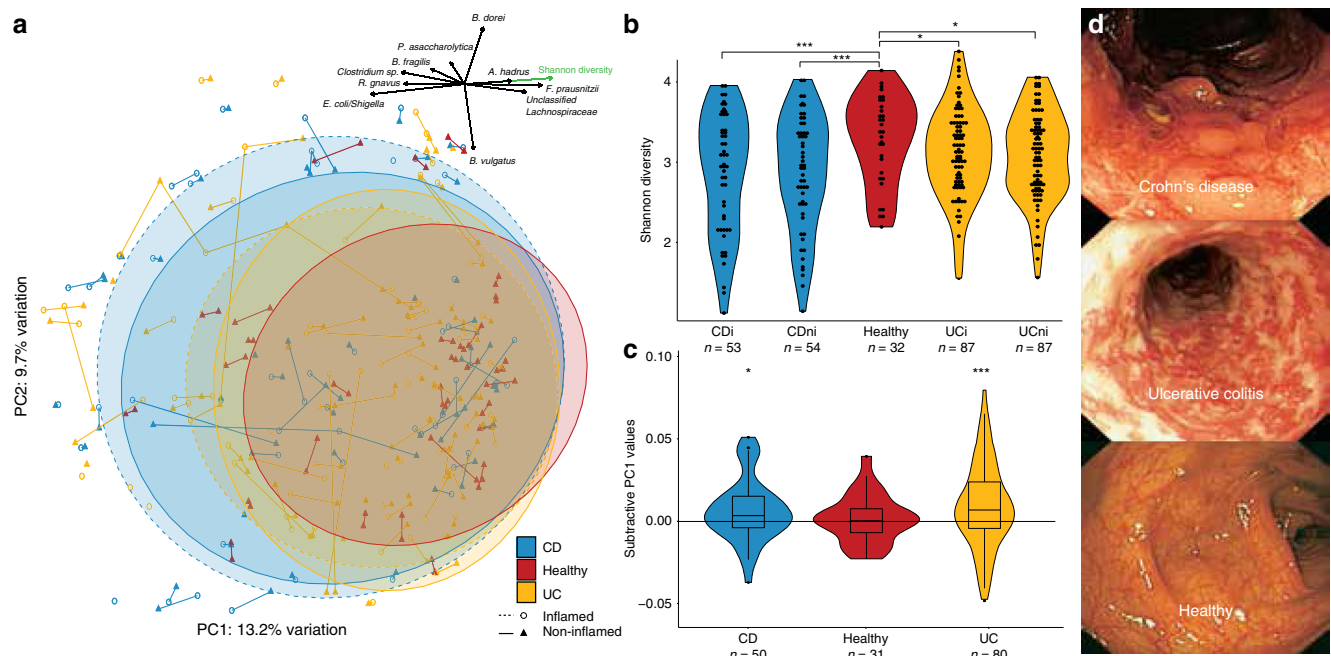 a
B. dorei
P. asaccharolytica
B. fragilis
Clostridium sp.
A. hadrus
Shannon diversity
R. gnavus
F. prausnitzii
E. coli/Shigella
Unclassified
Lachnospiraceae
B. vulgatus
PC2: 9.7% variation
PC1: 13.2% variation
CD
Healthy
UC
Inflamed
Non-inflamed
b
*
*
***
***
Shannon diversity
4
3
2
CDi
CDni
Healthy
UCi
UCni
n = 53
n = 54
n = 32
n = 87
n = 87
c
*
***
Subtractive PC1 values
0.10
0.05
0.00
−0.05
CD
Healthy
UC
n = 50
n = 31
n = 80
d
Crohn's disease
Ulcerative colitis
Healthy